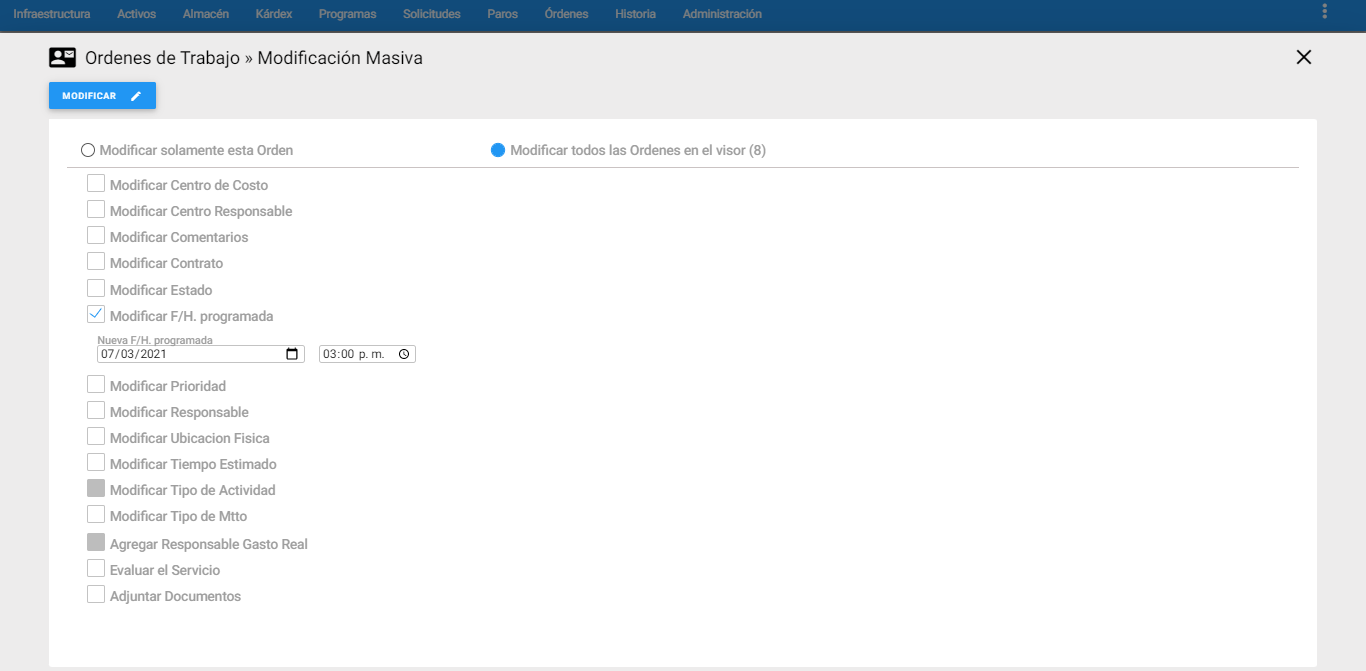 Infraestructura Activos Almacén Kárdex Programas Solicitudes Paros Órdenes Historia Administración
Ordenes de Trabajo » Modificación Masiva
MODIFICAR
Modificar solamente esta Orden Modificar todos las Ordenes en el visor (8)
Modificar Centro de Costo
Modificar Centro Responsable
Modificar Comentarios
Modificar Contrato
Modificar Estado
Modificar F/H. programada
Nueva F/H. programada
07/03/2021 03:00 p. m.
Modificar Prioridad
Modificar Responsable
Modificar Ubicacion Fisica
Modificar Tiempo Estimado
Modificar Tipo de Actividad
Modificar Tipo de Mtto
Agregar Responsable Gasto Real
Evaluar el Servicio
Adjuntar Documentos